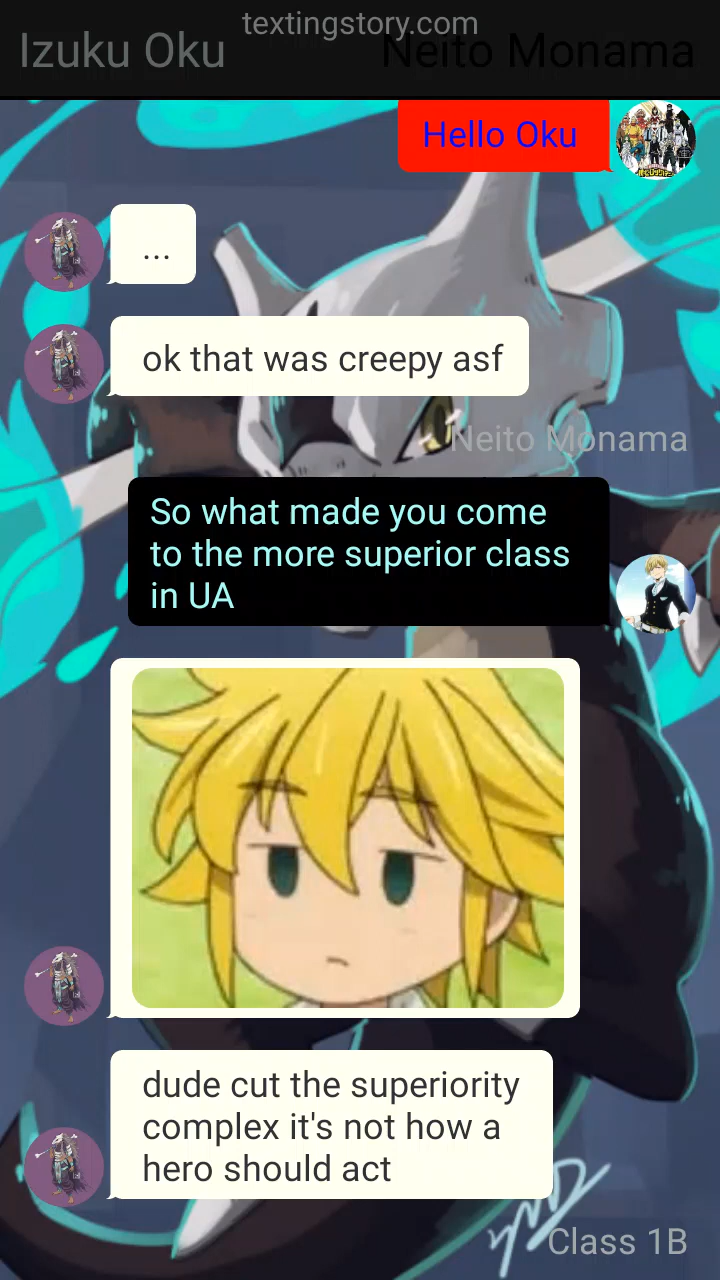 textingstory.com
Izuku Oku
Neito Monama
Hello Oku
...
ok that was creepy asf
Neito Monama
So what made you come
to the more superior class
in UA
dude cut the superiority
complex it's not how a
hero should act
Class 1B